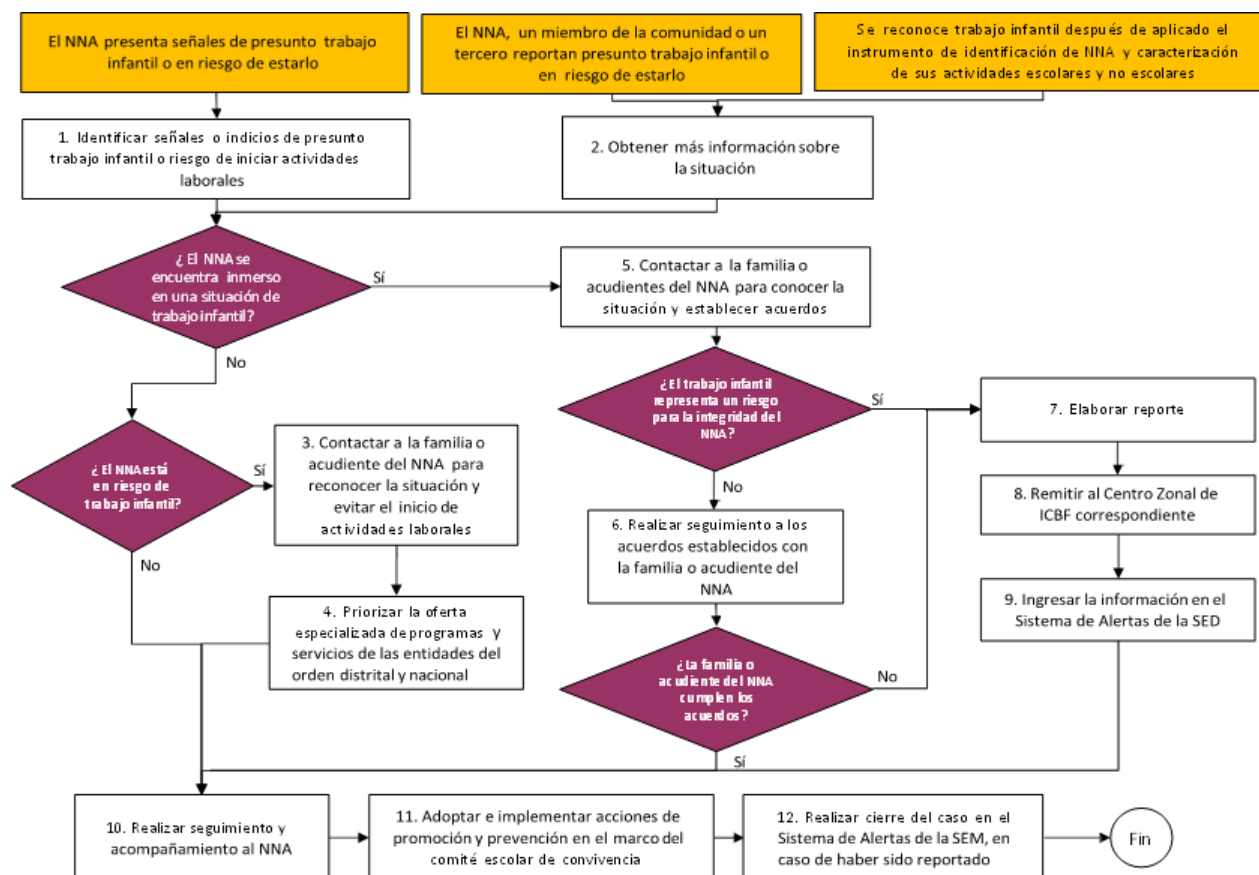 El NNA presenta señales de presunto trabajo
infantil o en riesgo de estarlo
El NNA, un miembro de la comunidad o un
tercero reportan presunto trabajo infantil o
en riesgo de estarlo
Se reconoce trabajo infantil después de aplicado el
instrumento de identificación de NNA y caracterización
de sus actividades escolares y no escolares
1. Identificar señales o indicios de presunto
trabajo infantil o riesgo de iniciar actividades
laborales
2. Obtener más información sobre
la situación
¿ El NNA se
encuentra inmerso
en una situación de
trabajo infantil?
Sí
No
5. Contactar a la familia o
acudientes del NNA para conocer la
situación y establecer acuerdos
¿El trabajo infantil
representa un riesgo
para la integridad del
NNA?
Sí
No
7. Elaborar reporte
¿ El NNA está
en riesgo de
trabajo infantil?
Sí
No
3. Contactar a la familia o
acudiente del NNA para
reconocer la situación y
evitar el inicio de
actividades laborales
8. Remitir al Centro Zonal de
ICBF correspondiente
6. Realizar seguimiento a los
acuerdos establecidos con
la familia o acudiente del
NNA
4. Priorizar la oferta
especializada de programas y
servicios de las entidades del
orden distrital y nacional
9. Ingresar la información en el
Sistema de Alertas de la SED
¿La familia o
acudiente del NNA
cumplen los
acuerdos?
No
Sí
10. Realizar seguimiento y
acompañamiento al NNA
11. Adoptar e implementar acciones de
promoción y prevención en el marco del
comité escolar de convivencia
12. Realizar cierre del caso en el
Sistema de Alertas de la SEM, en
caso de haber sido reportado
Fin